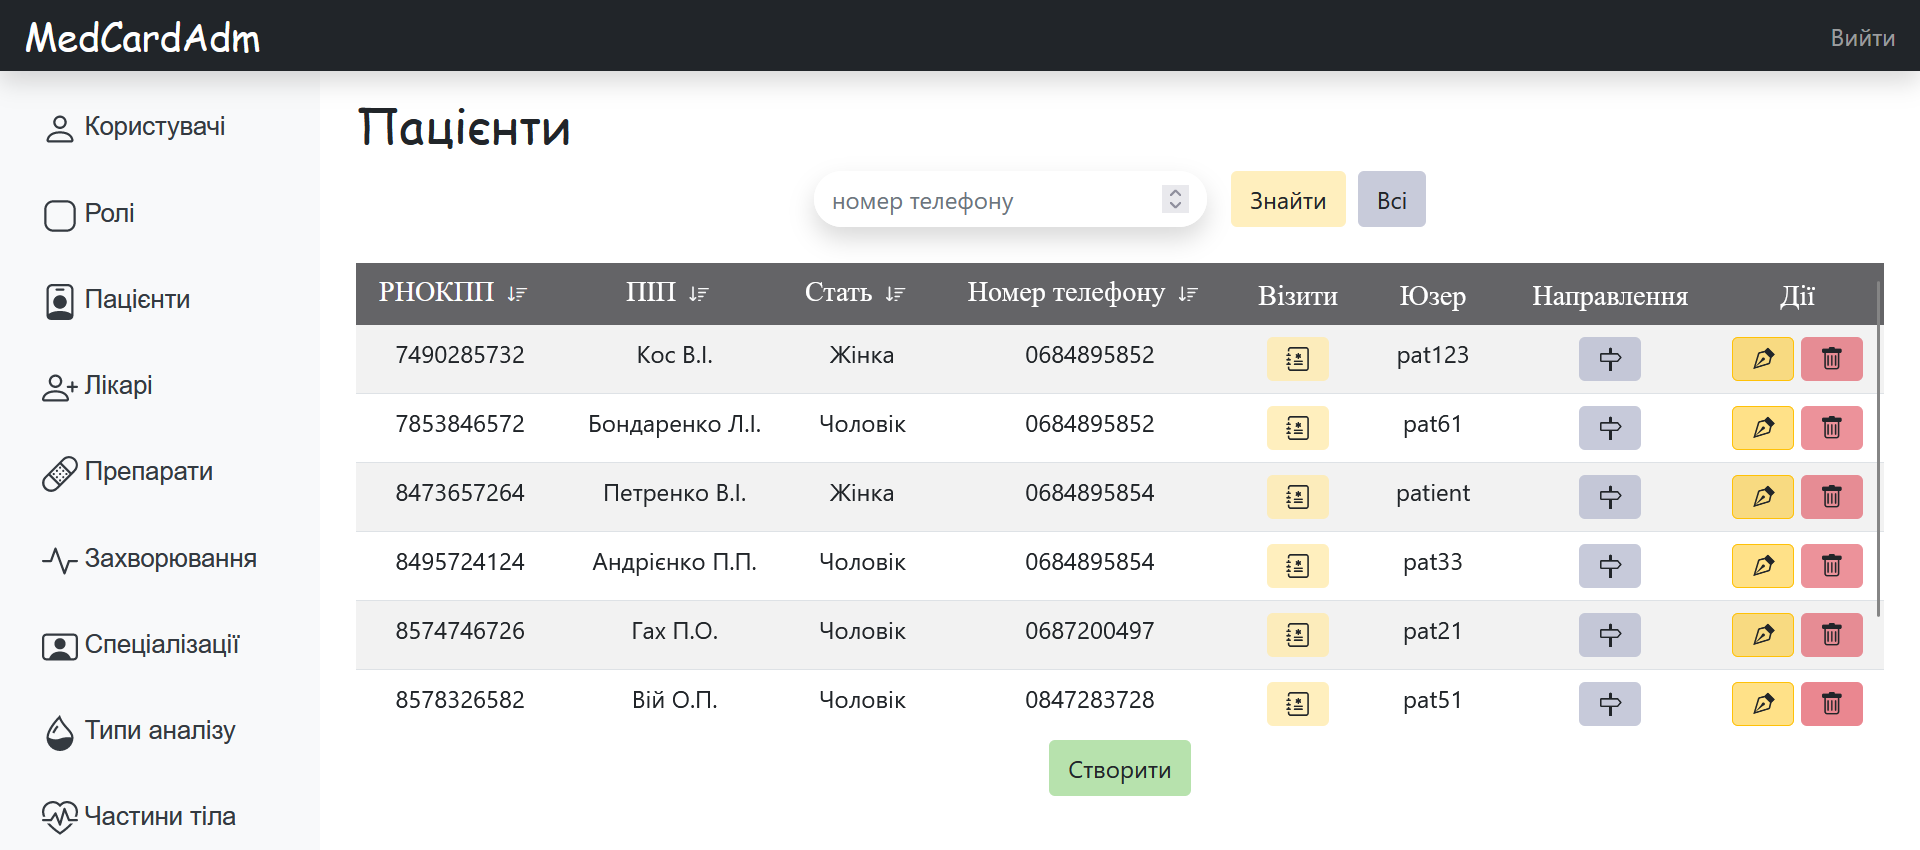 MedCardAdm
Вийти
Користувачі
Ролі
Пацієнти
Лікарі
Препарати
Захворювання
Спеціалізації
Типи аналізу
Частини тіла
Пацієнти
номер телефону
Знайти
Всі
РНОКПП ПІП Стать Номер телефону Візити Юзер Направлення Дії
7490285732 Кос В.І. Жінка 0684895852 pat123
7853846572 Бондаренко Л.І. Чоловік 0684895852 pat61
8473657264 Петренко В.І. Жінка 0684895854 patient
8495724124 Андрієнко П.П. Чоловік 0684895854 pat33
8574746726 Гах П.О. Чоловік 0687200497 pat21
8578326582 Вій О.П. Чоловік 0847283728 pat51
Створити